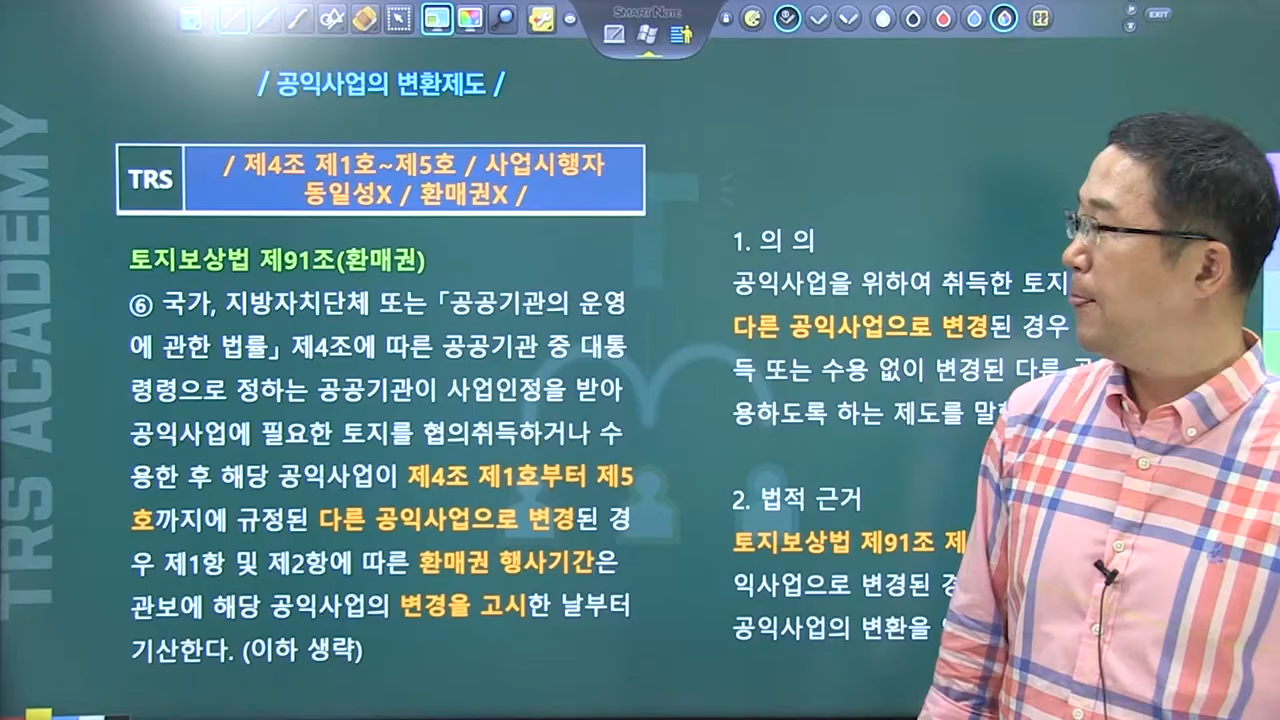 SMARTNOTE
EXIT
/ 공익사업의 변환제도 /
TRS
/ 제4조 제1호~제5호 / 사업시행자
동일성X / 환매권X /
토지보상법 제91조(환매권)
⑥ 국가, 지방자치단체 또는 「공공기관의 운영
에 관한 법률」 제4조에 따른 공공기관 중 대통
령령으로 정하는 공공기관이 사업인정을 받아
공익사업에 필요한 토지를 협의취득하거나 수
용한 후 해당 공익사업이 제4조 제1호부터 제5
호까지에 규정된 다른 공익사업으로 변경된 경
우 제1항 및 제2항에 따른 환매권 행사기간은
관보에 해당 공익사업의 변경을 고시한 날부터
기산한다. (이하 생략)
1. 의 의
공익사업을 위하여 취득한 토지
다른 공익사업으로 변경된 경우
득 또는 수용 없이 변경된 다른
용하도록 하는 제도를
2. 법적 근거
토지보상법 제91조 제
익사업으로 변경된
공익사업의 변환을
TRS ACADEMY